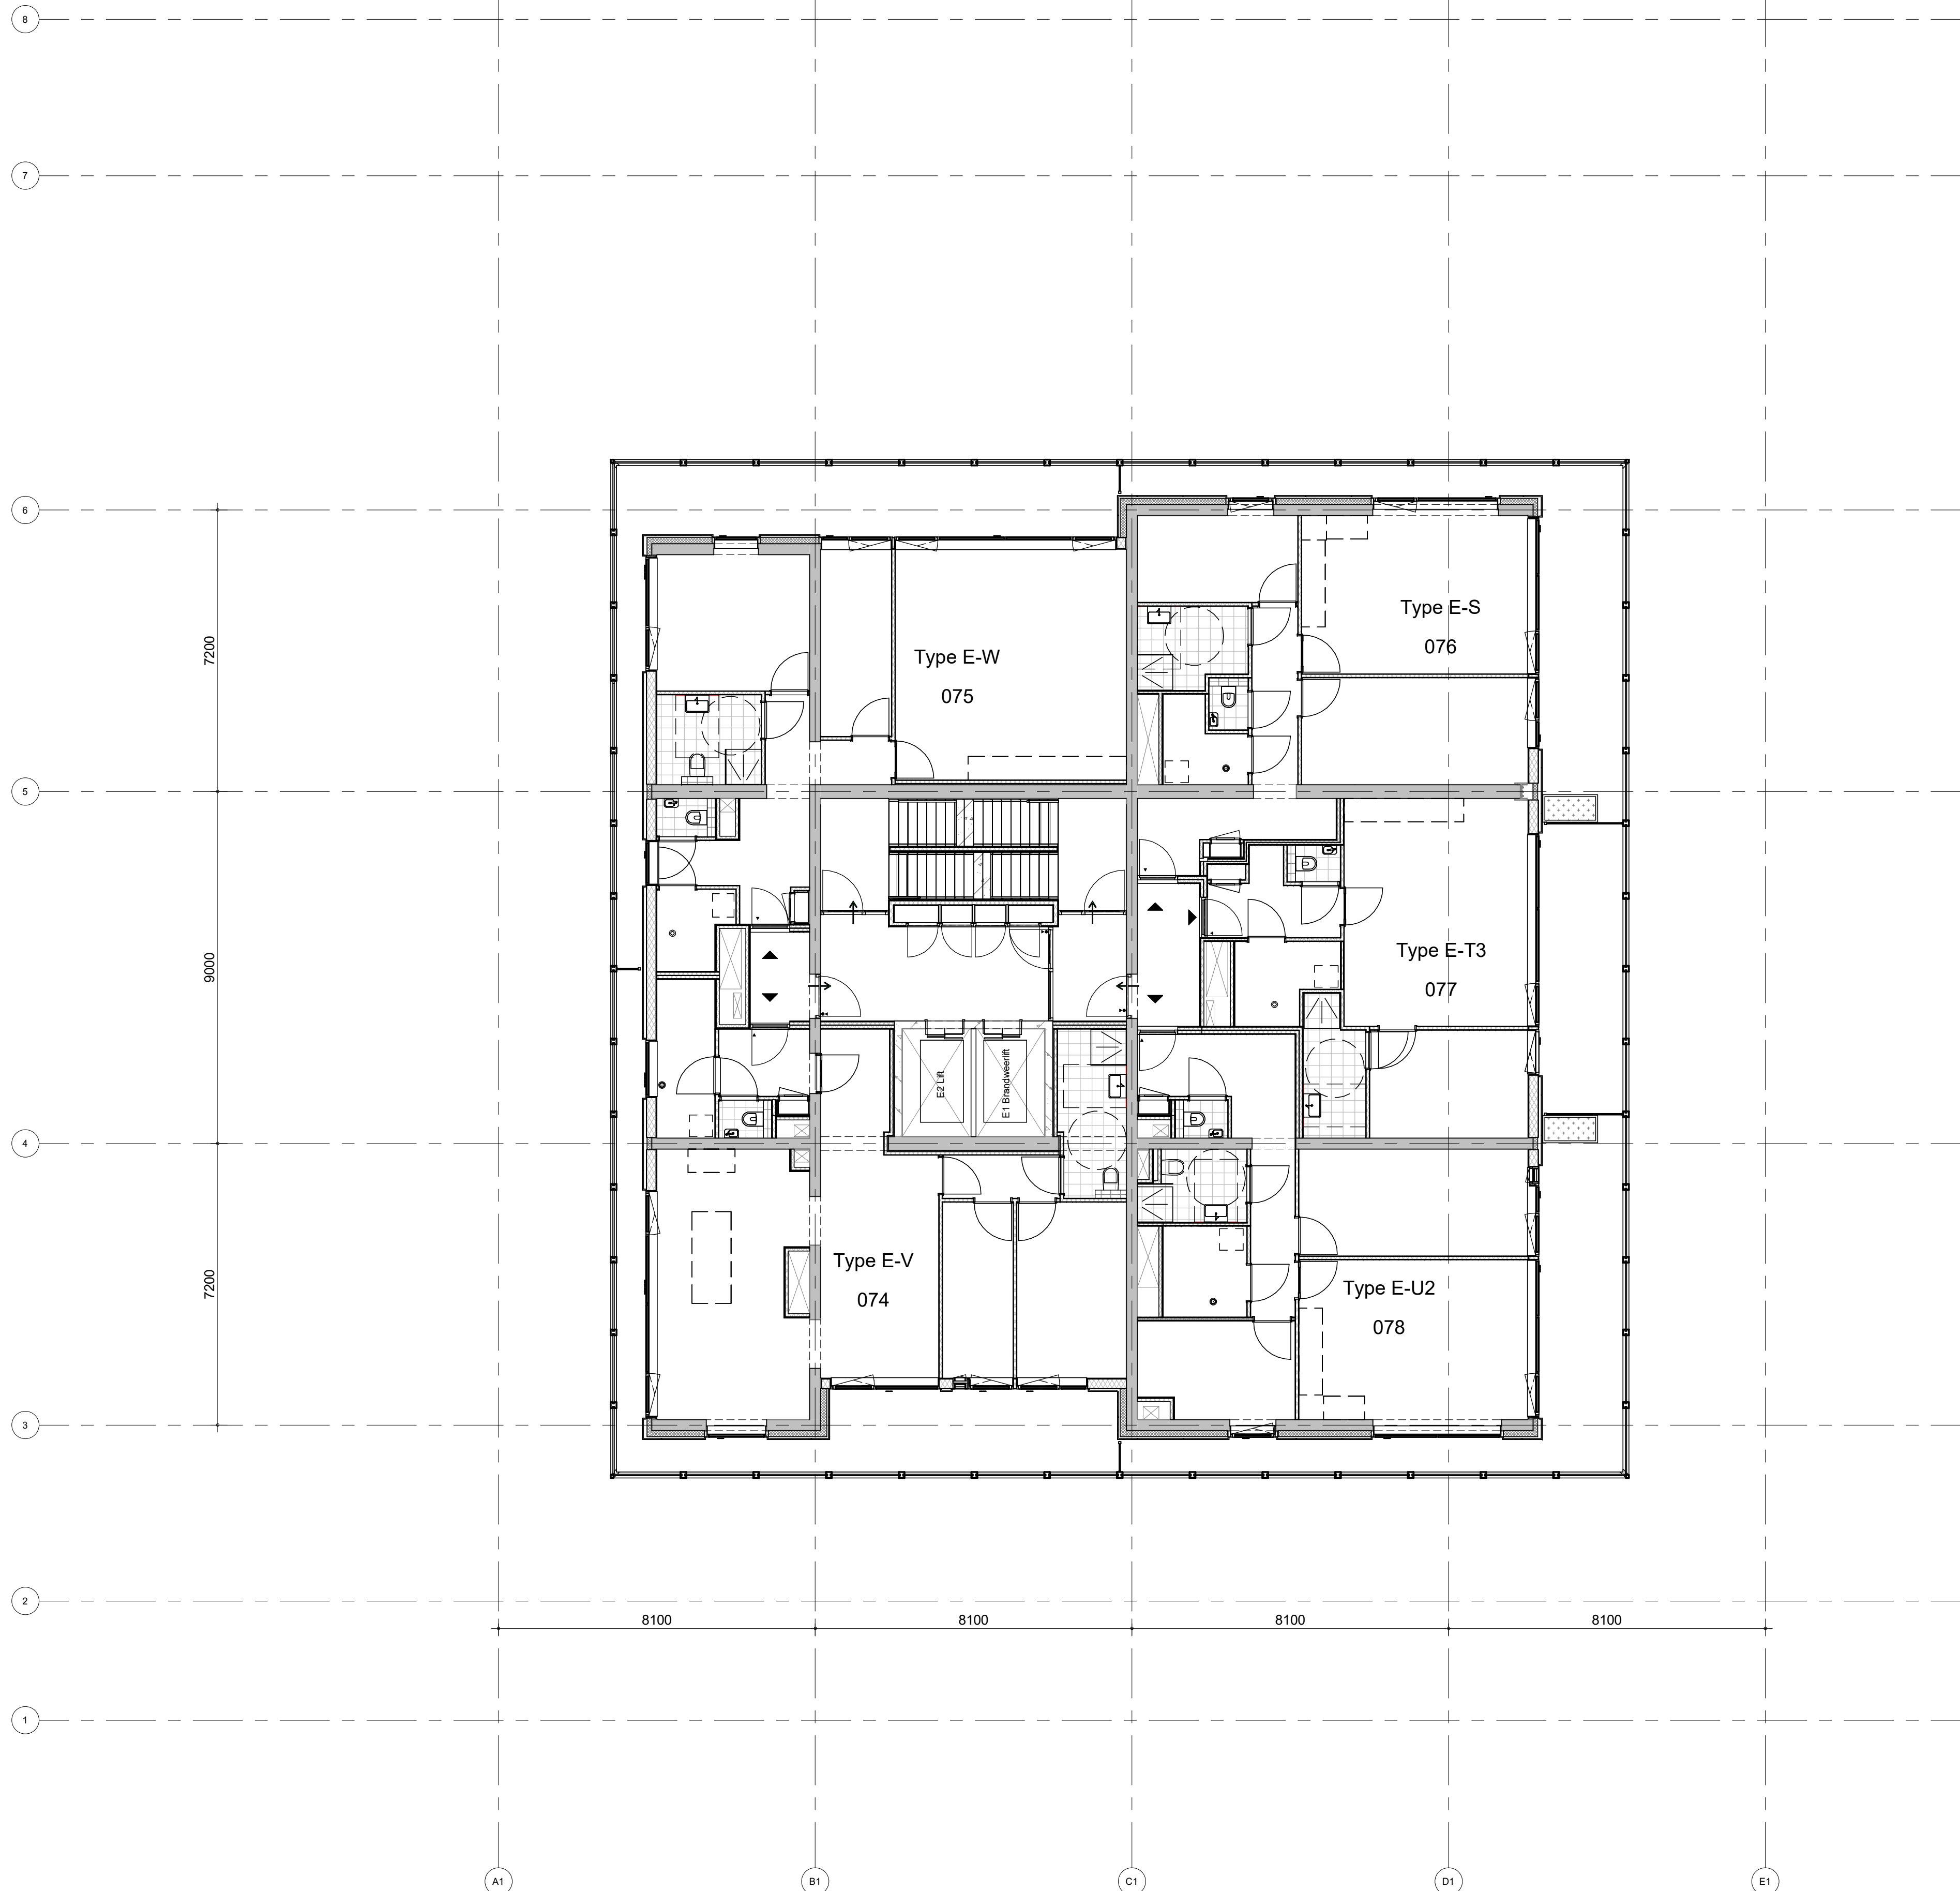 8
7
6
Type E-S
7200
076
Type E-W
075
5
Type E-T3
9000
077
E2 Lift
E1 Brandweerlift
4
Type E-V
7200
Type E-U2
074
078
3
2
8100
8100
8100
8100
1
A1
B1
C1
D1
E1